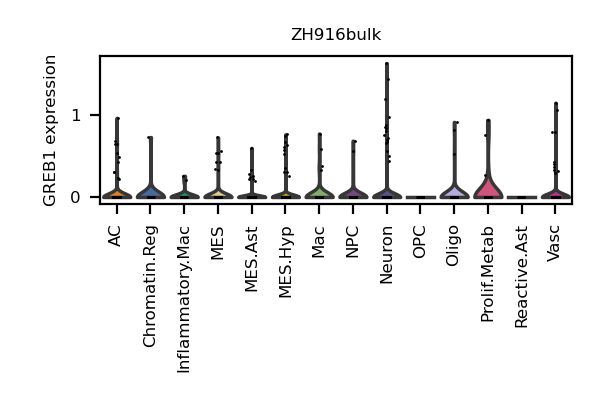 ZH916bulk
GREB1 expression
1
0
AC
Chromatin.Reg
Inflammatory.Mac
MES
MES.Ast
MES.Hyp
Mac
NPC
Neuron
OPC
Oligo
Prolif.Metab
Reactive.Ast
Vasc